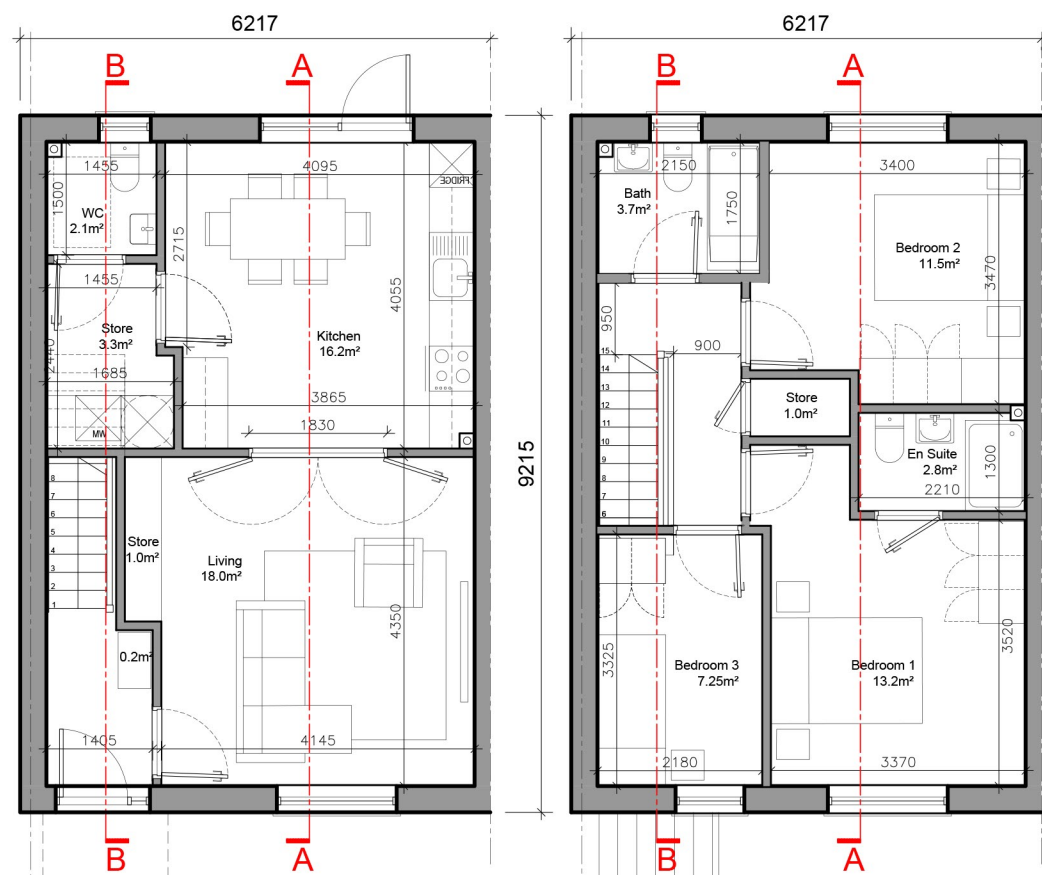 6217
6217
B
A
B
A
1455
4095
2150
3400
1500
WC
2.1m²
FRIDGE
Bath
3.7m²
1750
2715
1455
4055
Bedroom 2
11.5m²
3470
Store
3.3m²
2440
Kitchen
16.2m²
950
900
1685
3865
MW
1830
Store
1.0m²
15
14
13
12
11
10
9
8
7
6
En Suite
2.8m²
1300
2210
9215
8
7
6
5
4
3
2
1
Store
1.0m²
Living
18.0m²
4350
0.2m²
3325
Bedroom 3
7.25m²
Bedroom 1
13.2m²
3520
1405
4145
2180
3370
B
A
B
A